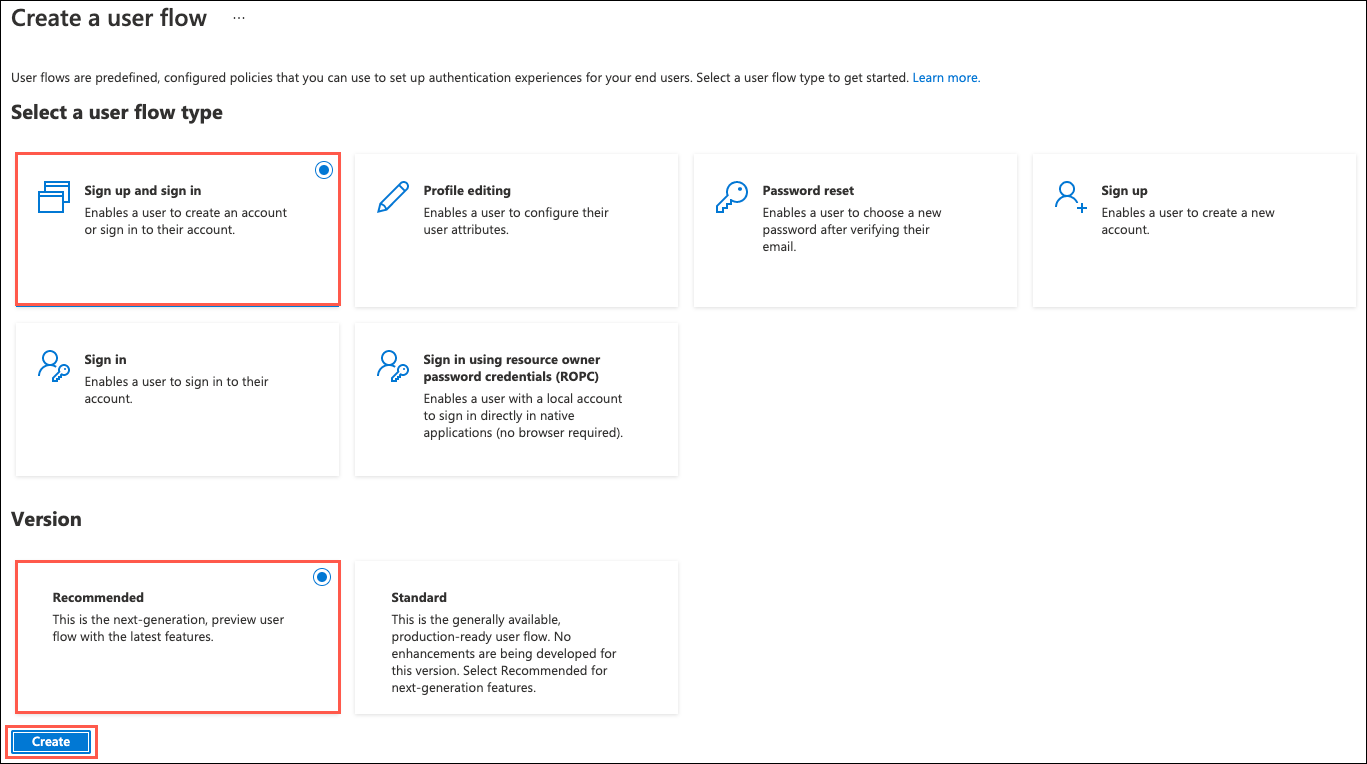 Create a user flow ...
User flows are predefined, configured policies that you can use to set up authentication experiences for your end users. Select a user flow type to get started. Learn more.
Select a user flow type
Sign up and sign in
Enables a user to create an account
or sign in to their account.
Profile editing
Enables a user to configure their
user attributes.
Password reset
Enables a user to choose a new
password after verifying their
email.
Sign up
Enables a user to create a new
account.
Sign in
Enables a user to sign in to their
account.
Sign in using resource owner
password credentials (ROPC)
Enables a user with a local account
to sign in directly in native
applications (no browser required).
Version
Recommended
This is the next-generation, preview user
flow with the latest features.
Standard
This is the generally available,
production-ready user flow. No
enhancements are being developed for
this version. Select Recommended for
next-generation features.
Create